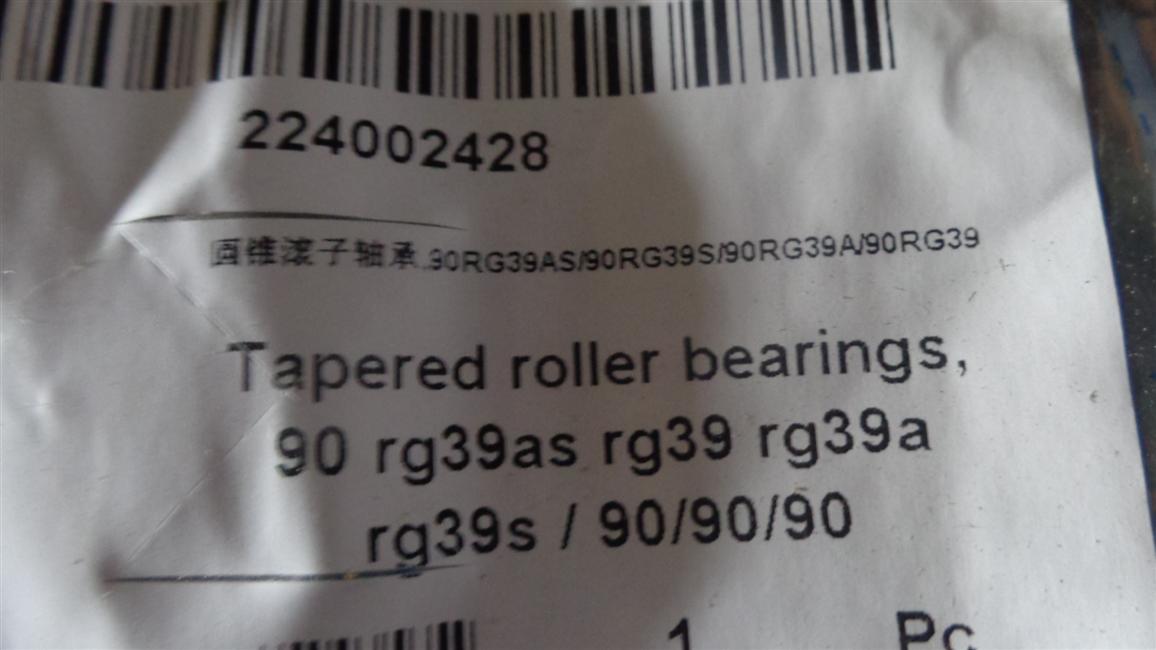 224002428
圆锥滚子轴承.90RG39AS/90RG39S/90RG39A/90RG39
Tapered roller bearings,
90 rg39as rg39 rg39a
rg39s / 90/90/90
1 Pc